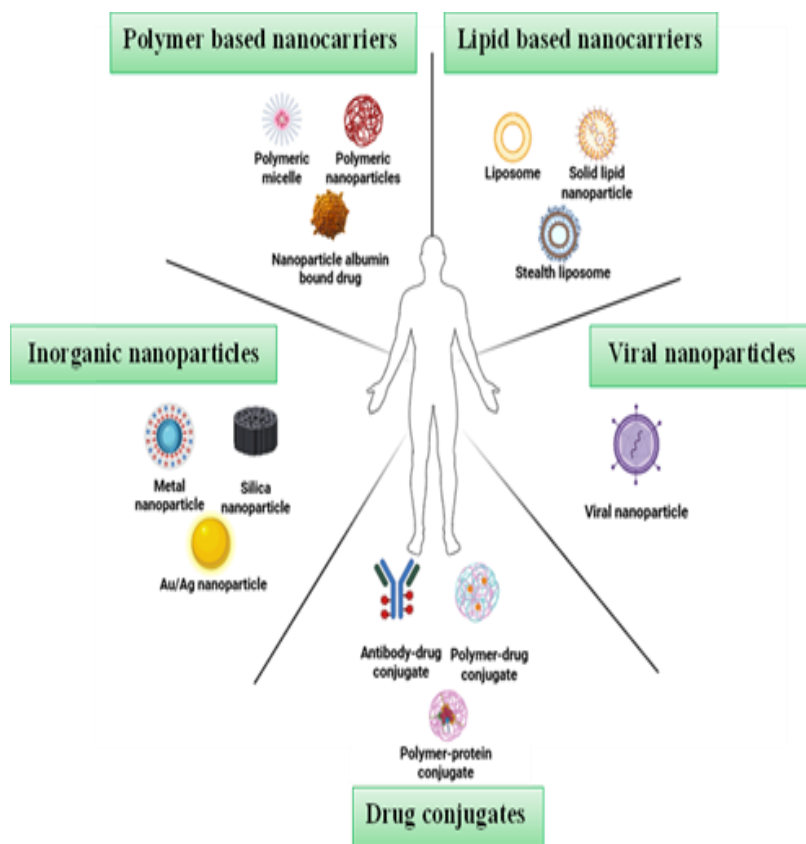 Polymer based nanocarriers
Lipid based nanocarriers
Polymeric
micelle
Polymeric
nanoparticles
Nanoparticle albumin
bound drug
Liposome
Solid lipid
nanoparticle
Stealth liposome
Inorganic nanoparticles
Viral nanoparticles
Metal
nanoparticle
Silica
nanoparticle
Au/Ag nanoparticle
Viral nanoparticle
Antibody-drug
conjugate
Polymer-drug
conjugate
Polymer-protein
conjugate
Drug conjugates